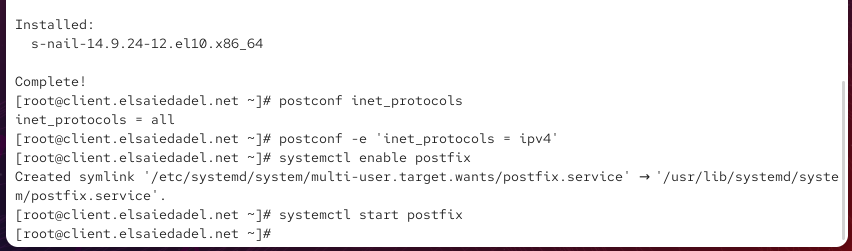 Installed:
  s-nail-14.9.24-12.el10.x86_64

Complete!
[root@client.elsaiedadel.net ~]# postconf inet_protocols
inet_protocols = all
[root@client.elsaiedadel.net ~]# postconf -e 'inet_protocols = ipv4'
[root@client.elsaiedadel.net ~]# systemctl enable postfix
Created symlink '/etc/systemd/system/multi-user.target.wants/postfix.service' → '/usr/lib/systemd/syste
m/postfix.service'.
[root@client.elsaiedadel.net ~]# systemctl start postfix
[root@client.elsaiedadel.net ~]#